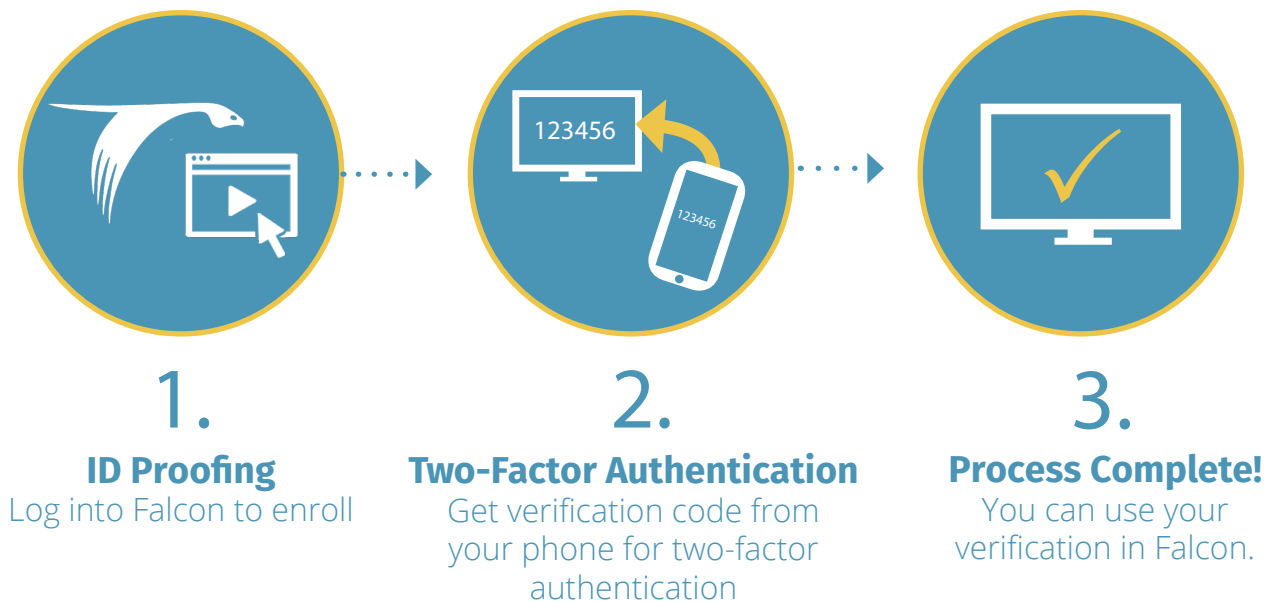 123456
123456
1.
ID Proofing
Log into Falcon to enroll
2.
Two-Factor Authentication
Get verification code from
your phone for two-factor
authentication
3.
Process Complete!
You can use your
verification in Falcon.